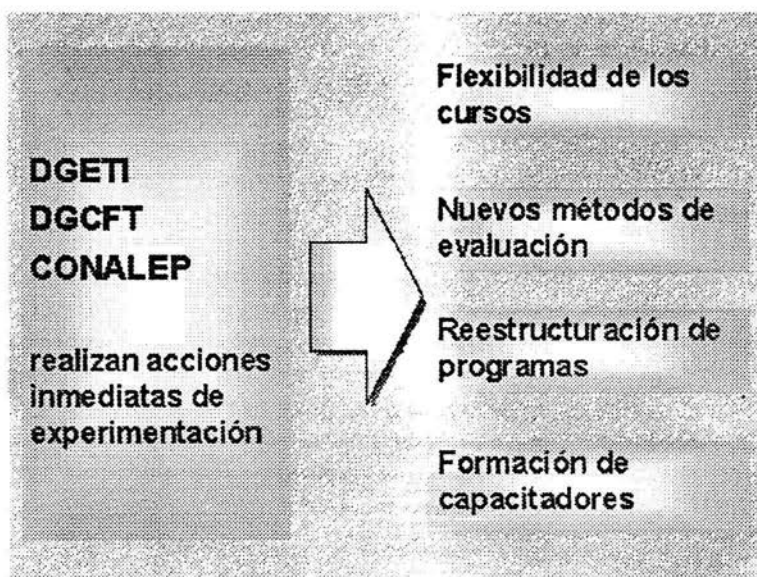 DGETI
DGCFT
CONALEP
realizan acciones
inmediatas de
experimentación
Flexibilidad de los
cursos
Nuevos métodos de
evaluación
Reestructuración de
programas
Formación de
capacitadores